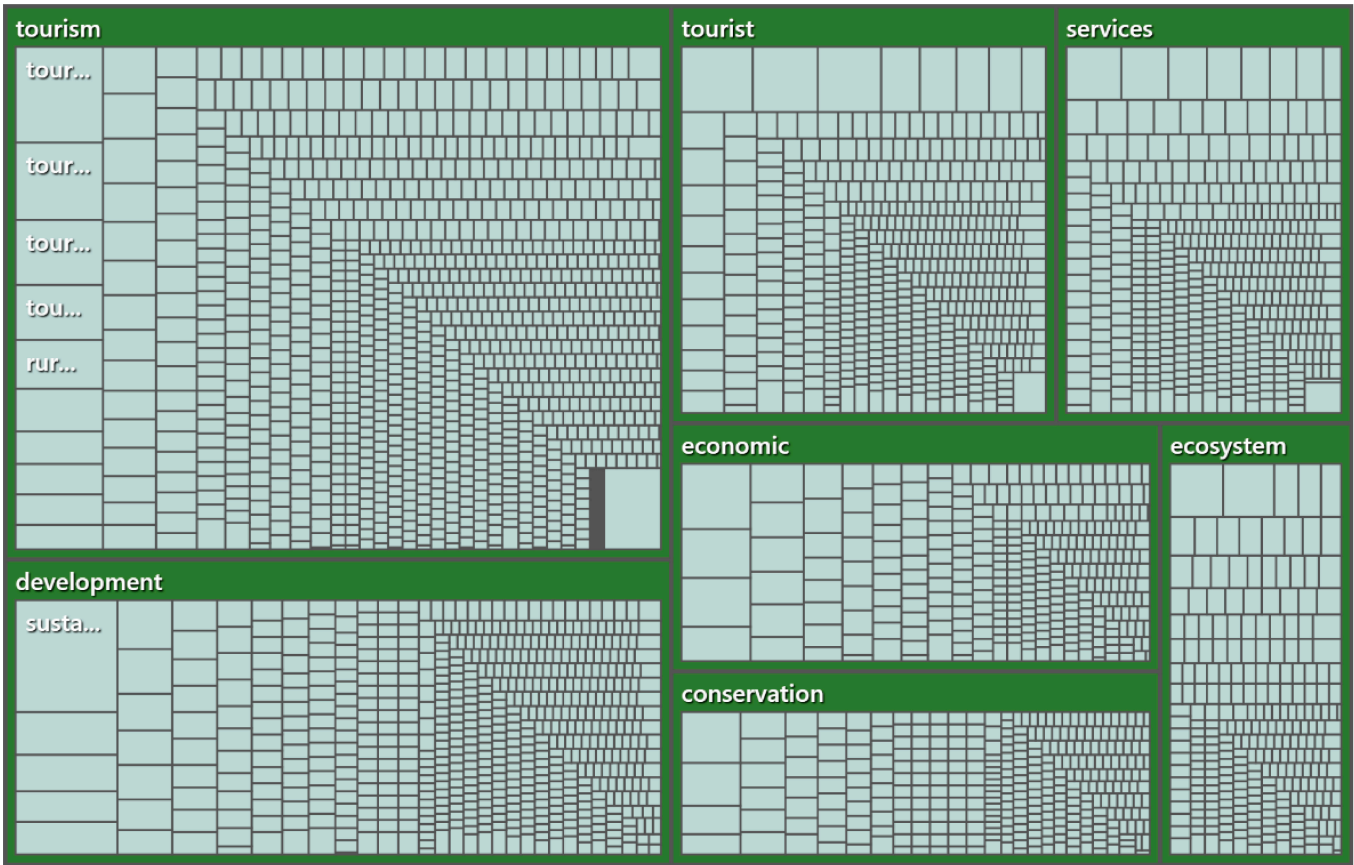 tourism
tour...
tour...
tour...
tou...
rur...
development
susta...
tourist
services
economic
ecosystem
conservation